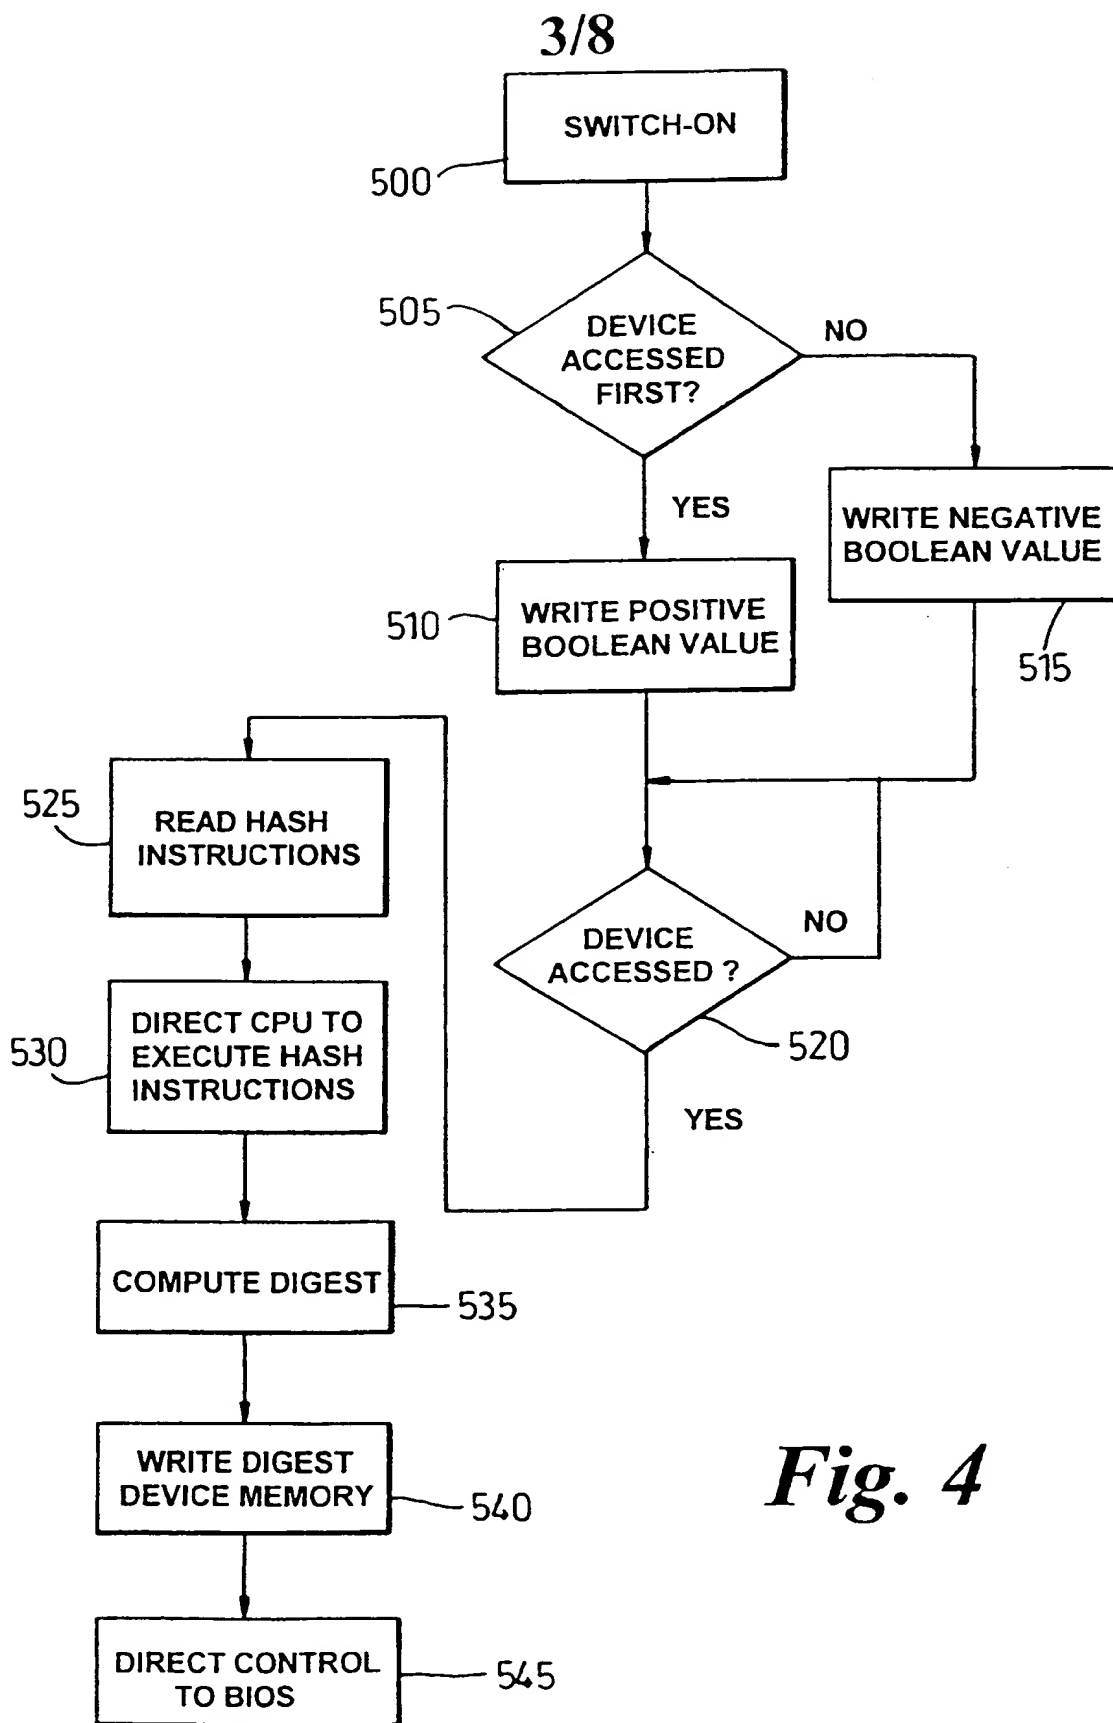 3/8
SWITCH-ON
500
505
DEVICE
ACCESSED
FIRST?
NO
YES
WRITE NEGATIVE
BOOLEAN VALUE
515
510
WRITE POSITIVE
BOOLEAN VALUE
525
READ HASH
INSTRUCTIONS
DEVICE
ACCESSED ?
NO
520
YES
530
DIRECT CPU TO
EXECUTE HASH
INSTRUCTIONS
COMPUTE DIGEST
535
WRITE DIGEST
DEVICE MEMORY
540
DIRECT CONTROL
TO BIOS
545
Fig. 4